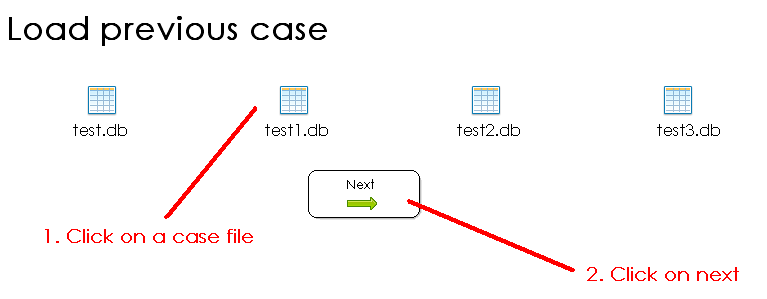 Load previous case
test.db
test1.db
test2.db
test3.db
Next
1. Click on a case file
2. Click on next